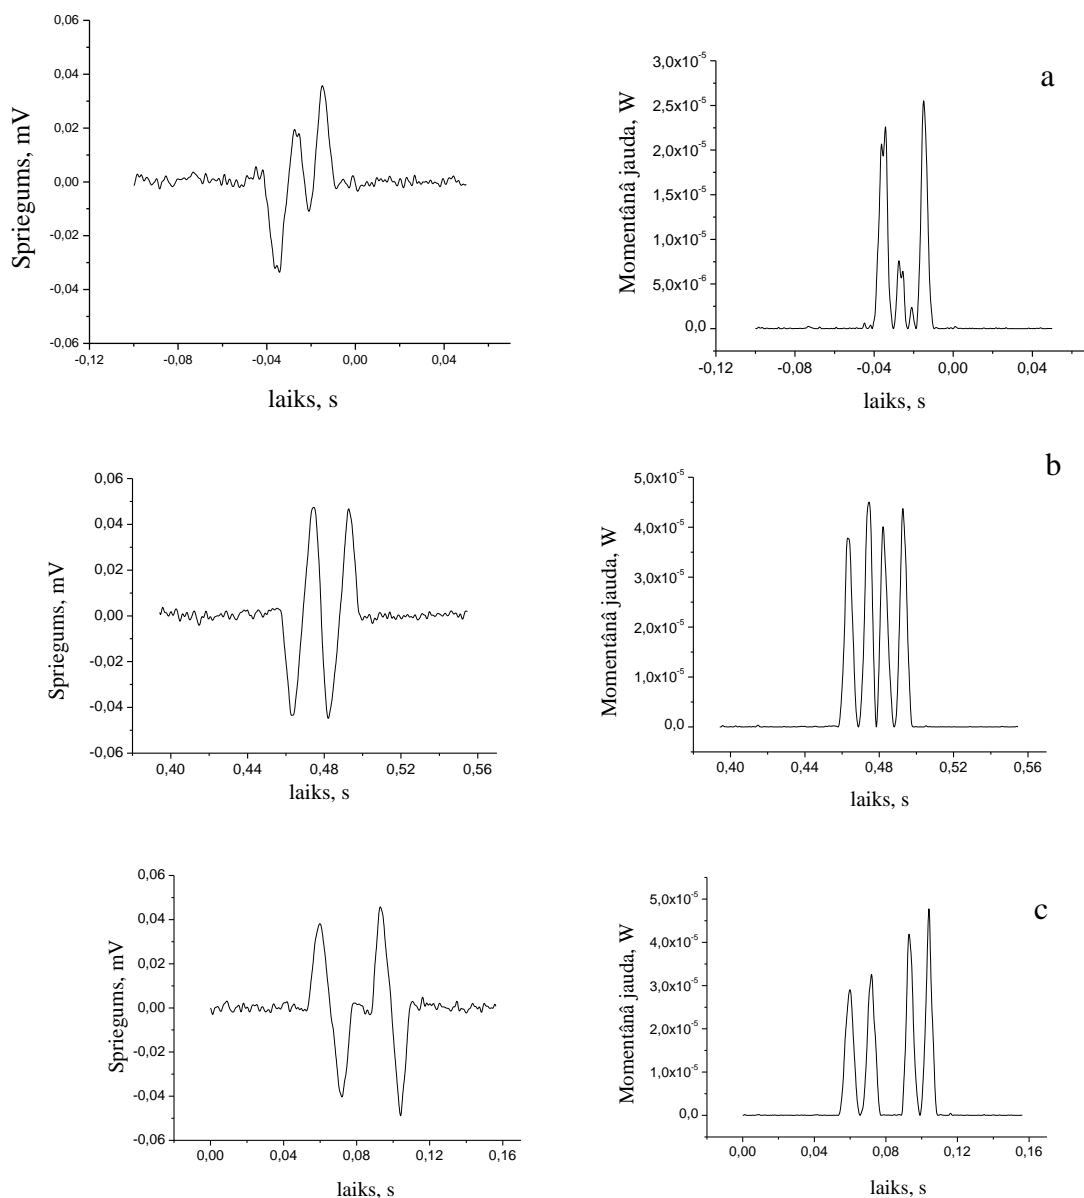 0,06
0,04
0,02
0,00
-0,02
-0,04
-0,06
-0,12 -0,08 -0,04 0,00 0,04
Spriegums, mV
laiks, s
a
3,0x10⁻⁵
2,5x10⁻⁵
2,0x10⁻⁵
1,5x10⁻⁵
1,0x10⁻⁵
5,0x10⁻⁶
0,0
-0,12 -0,08 -0,04 0,00 0,04
Momentânâ jauda, W
laiks, s
0,06
0,04
0,02
0,00
-0,02
-0,04
-0,06
0,40 0,44 0,48 0,52 0,56
Spriegums, mV
laiks, s
b
5,0x10⁻⁵
4,0x10⁻⁵
3,0x10⁻⁵
2,0x10⁻⁵
1,0x10⁻⁵
0,0
0,40 0,44 0,48 0,52 0,56
Momentânâ jauda, W
laiks, s
0,06
0,04
0,02
0,00
-0,02
-0,04
-0,06
0,00 0,04 0,08 0,12 0,16
Spriegums, mV
laiks, s
c
5,0x10⁻⁵
4,0x10⁻⁵
3,0x10⁻⁵
2,0x10⁻⁵
1,0x10⁻⁵
0,0
0,00 0,04 0,08 0,12 0,16
Momentânâ jauda, W
laiks, s